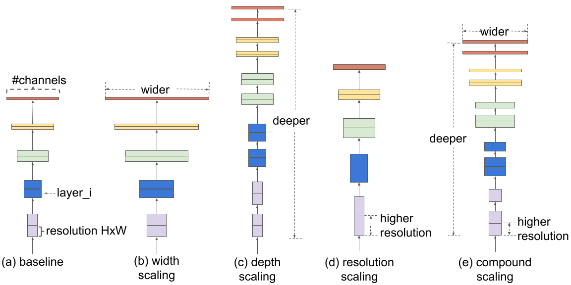 #channels
layer_i
resolution HxW
(a) baseline
wider
(b) width
scaling
deeper
(c) depth
scaling
higher
resolution
(d) resolution
scaling
wider
deeper
higher
resolution
(e) compound
scaling